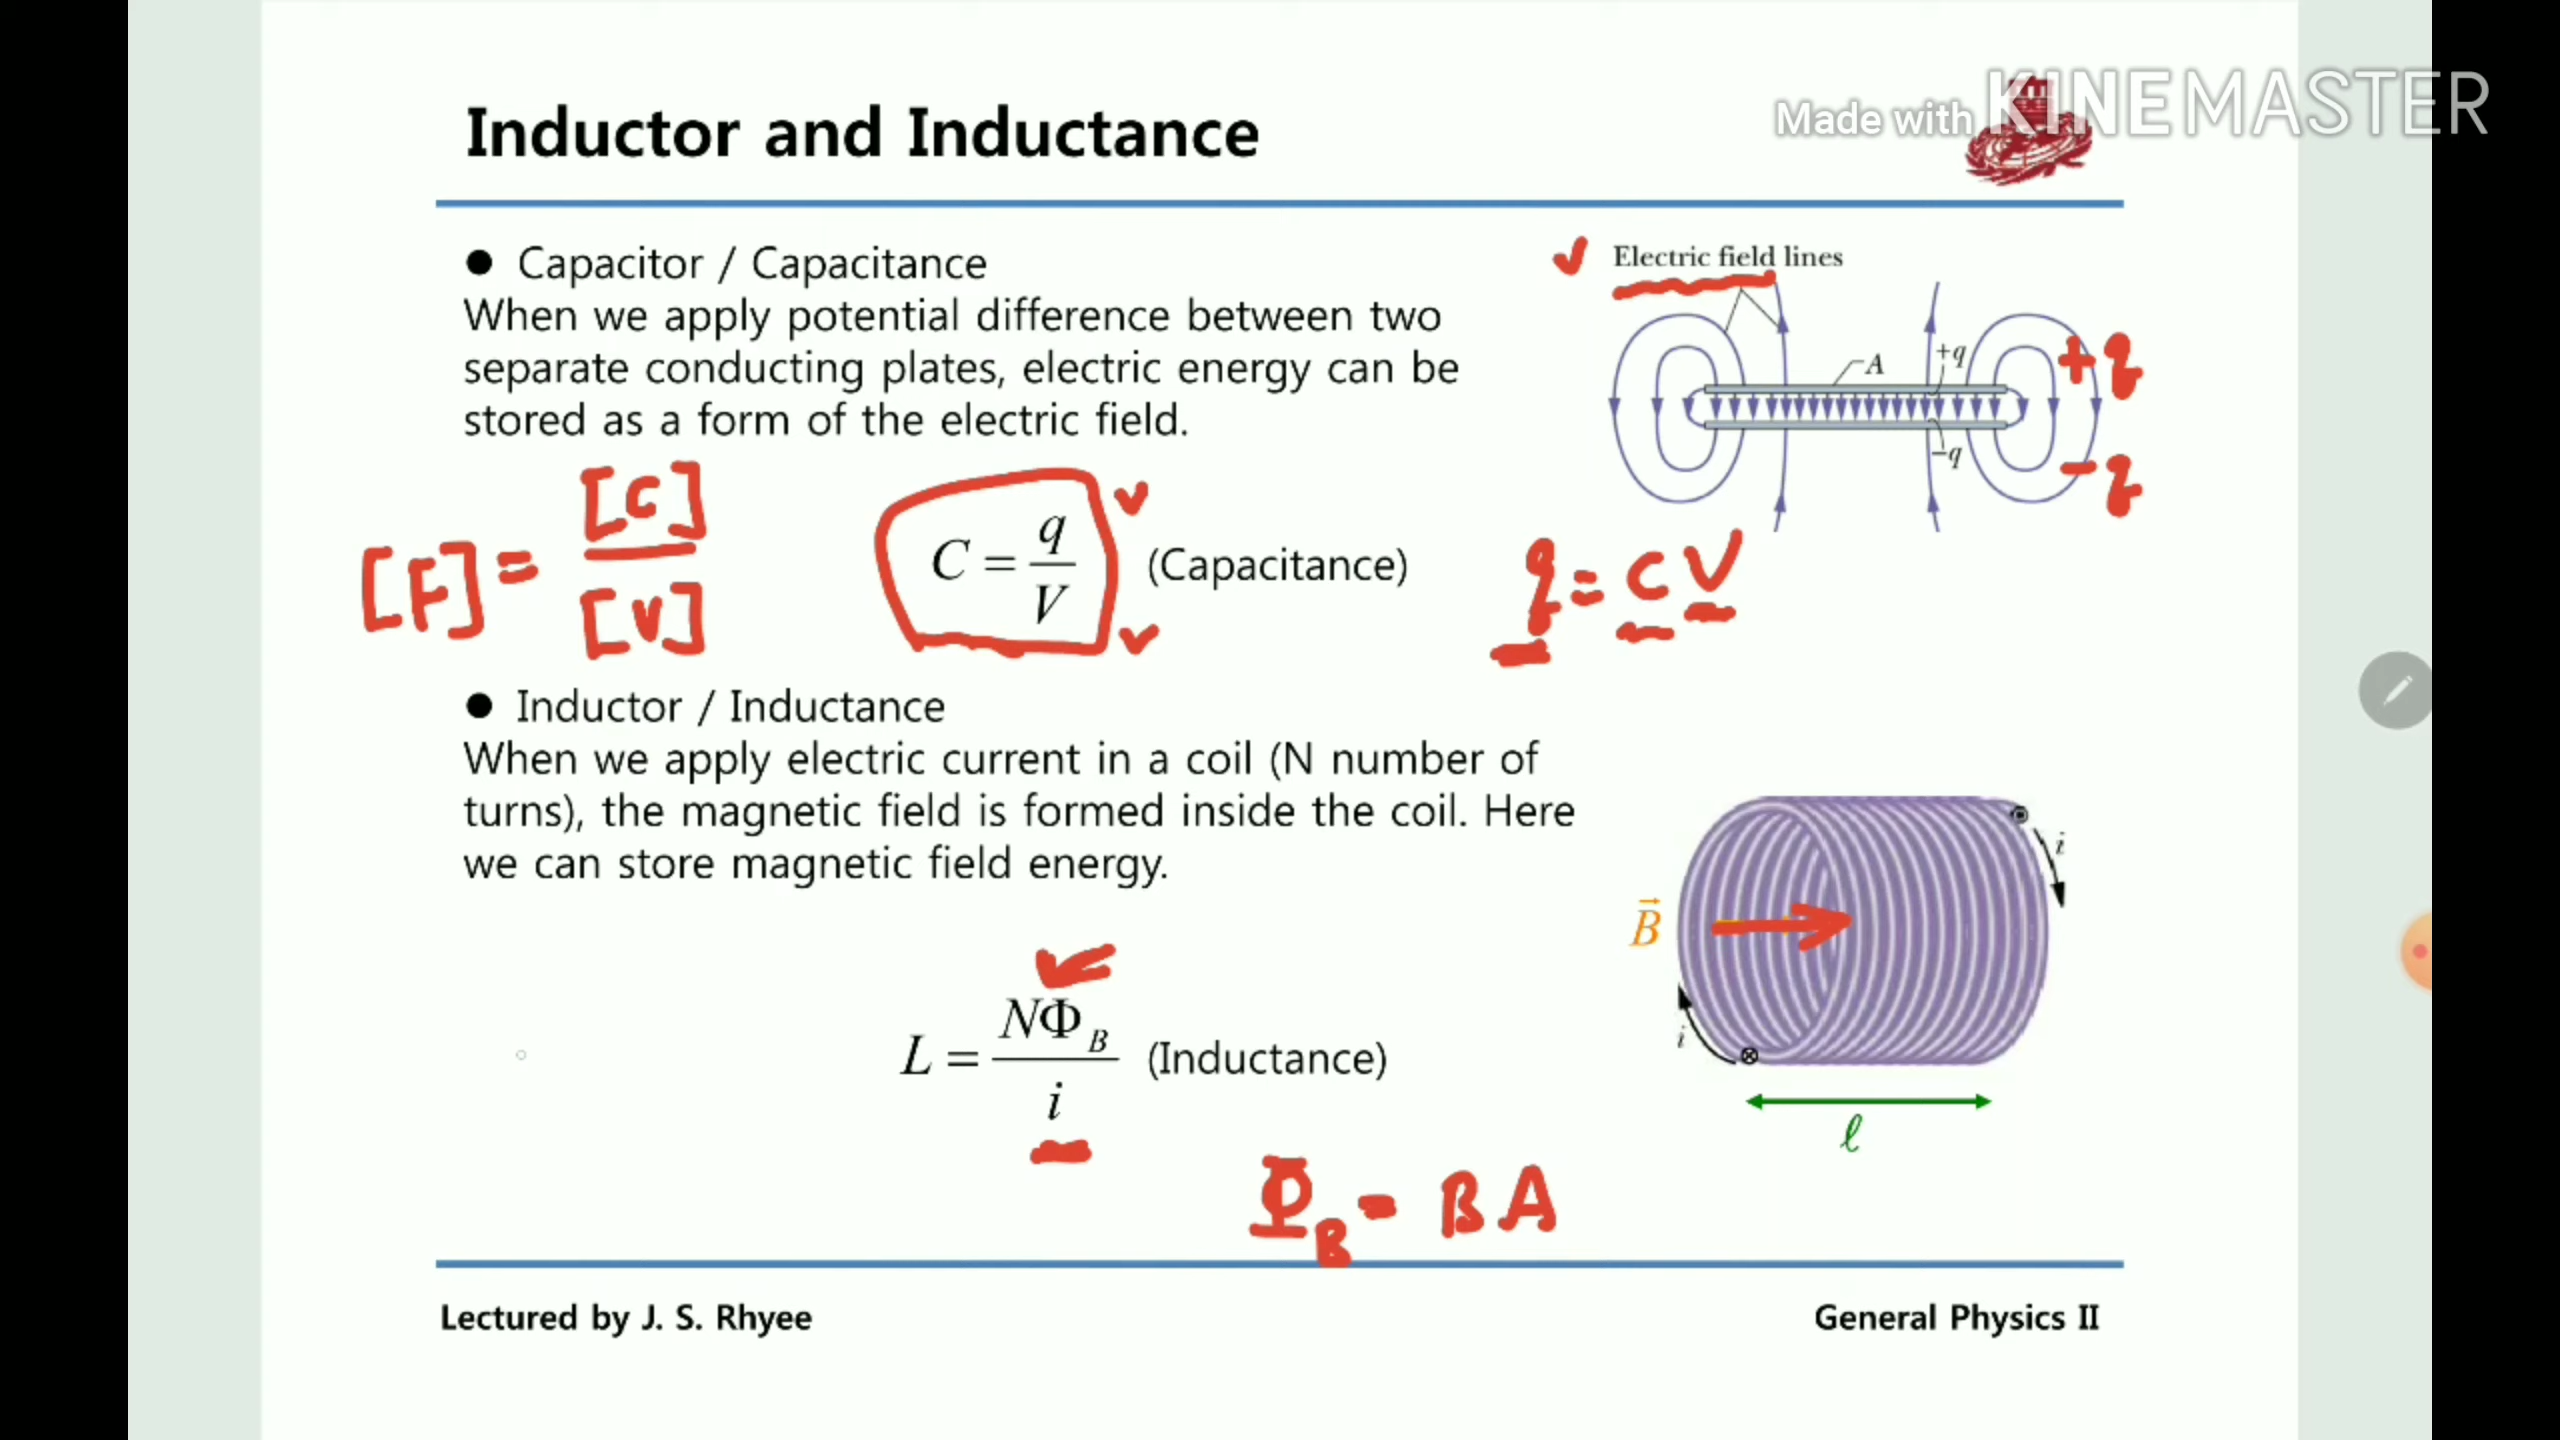 Made with KINEMASTER
Inductor and Inductance
● Capacitor / Capacitance
When we apply potential difference between two
separate conducting plates, electric energy can be
stored as a form of the electric field.
Electric field lines
A
+q
-q
+q
-q
[F] = [C] / [V]
C = q / V (Capacitance)
q = CV
● Inductor / Inductance
When we apply electric current in a coil (N number of
turns), the magnetic field is formed inside the coil. Here
we can store magnetic field energy.
B⃗
i
i
ℓ
L = NΦ_B / i (Inductance)
Φ_B = BA
Lectured by J. S. Rhyee
General Physics II